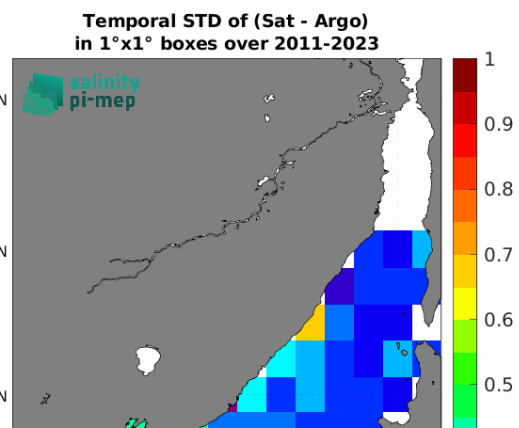 Temporal STD of (Sat - Argo)
in 1°x1° boxes over 2011-2023
salinity
pi-mep
N
N
N
1
0.9
0.8
0.7
0.6
0.5